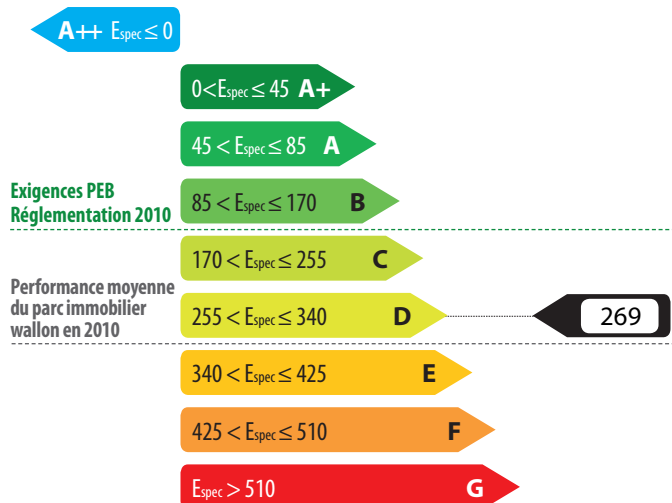 A++ Espec ≤ 0
0 < Espec ≤ 45 A+
45 < Espec ≤ 85 A
Exigences PEB
Réglementation 2010
85 < Espec ≤ 170 B
170 < Espec ≤ 255 C
Performance moyenne
du parc immobilier
wallon en 2010
255 < Espec ≤ 340 D
269
340 < Espec ≤ 425 E
425 < Espec ≤ 510 F
Espec > 510 G